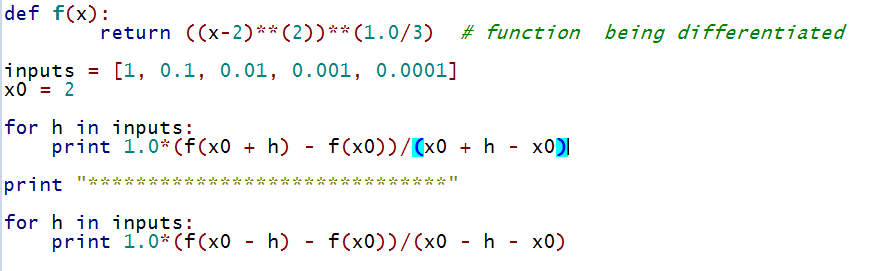 def f(x):
        return ((x-2)**(2))**(1.0/3)  # function  being differentiated
inputs = [1, 0.1, 0.01, 0.001, 0.0001]
x0 = 2
for h in inputs:
    print 1.0*(f(x0 + h) - f(x0))/(x0 + h - x0)
print "******************************"
for h in inputs:
    print 1.0*(f(x0 - h) - f(x0))/(x0 - h - x0)